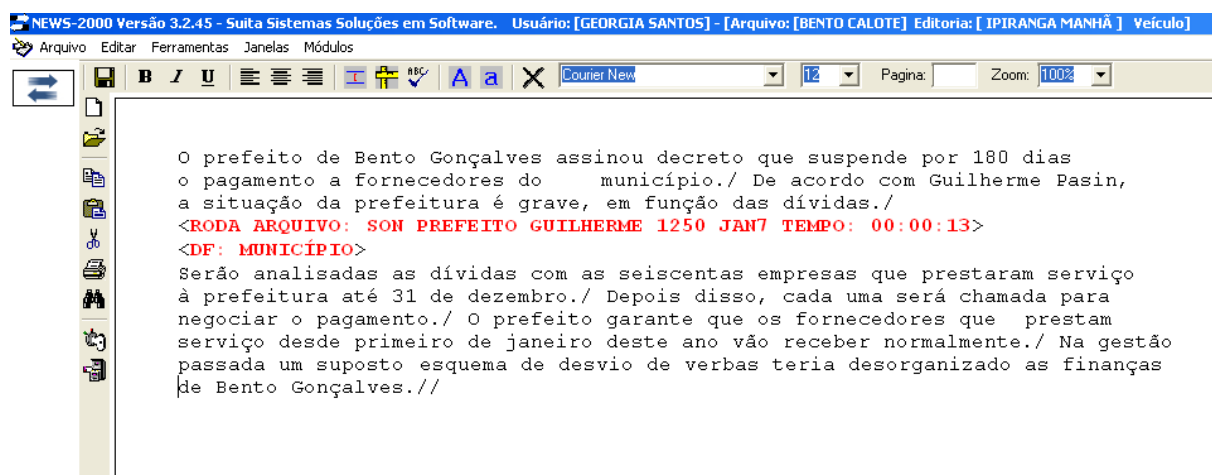 NEWS-2000 Versão 3.2.45 - Suita Sistemas Soluções em Software. Usuário: [GEORGIA SANTOS] - [Arquivo: [BENTO CALOTE] Editoria: [ IPIRANGA MANHÃ ] Veículo]
Arquivo Editar Ferramentas Janelas Módulos
B I U ABC A a Courier New 12 Pagina: Zoom: 100%
O prefeito de Bento Gonçalves assinou decreto que suspende por 180 dias
o pagamento a fornecedores do município./ De acordo com Guilherme Pasin,
a situação da prefeitura é grave, em função das dívidas./
<RODA ARQUIVO: SON PREFEITO GUILHERME 1250 JAN7 TEMPO: 00:00:13>
<DF: MUNICÍPIO>
Serão analisadas as dívidas com as seiscentas empresas que prestaram serviço
à prefeitura até 31 de dezembro./ Depois disso, cada uma será chamada para
negociar o pagamento./ O prefeito garante que os fornecedores que prestam
serviço desde primeiro de janeiro deste ano vão receber normalmente./ Na gestão
passada um suposto esquema de desvio de verbas teria desorganizado as finanças
de Bento Gonçalves.//